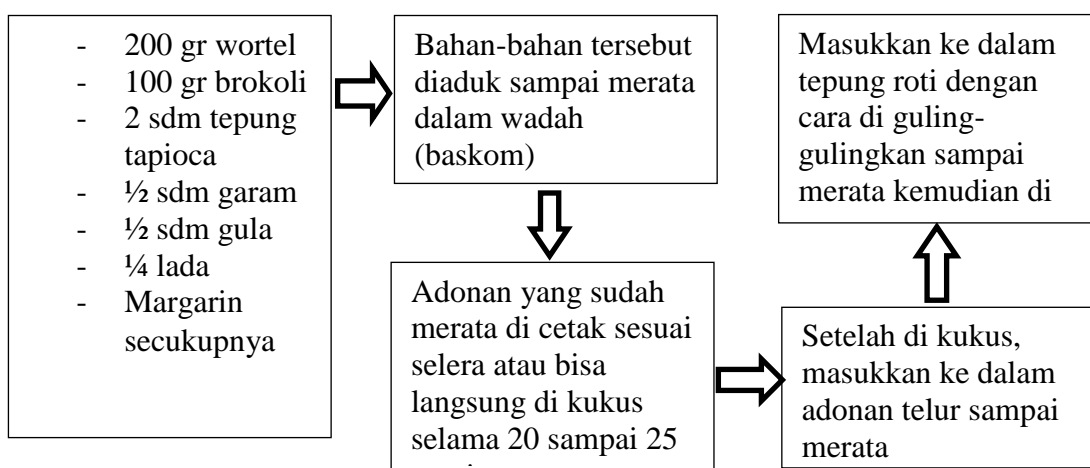 - 200 gr wortel
- 100 gr brokoli
- 2 sdm tepung
tapioca
- ½ sdm garam
- ½ sdm gula
- ¼ lada
- Margarin
secukupnya
Bahan-bahan tersebut
diaduk sampai merata
dalam wadah
(baskom)
Adonan yang sudah
merata di cetak sesuai
selera atau bisa
langsung di kukus
selama 20 sampai 25
Setelah di kukus,
masukkan ke dalam
adonan telur sampai
merata
Masukkan ke dalam
tepung roti dengan
cara di guling-
gulingkan sampai
merata kemudian di